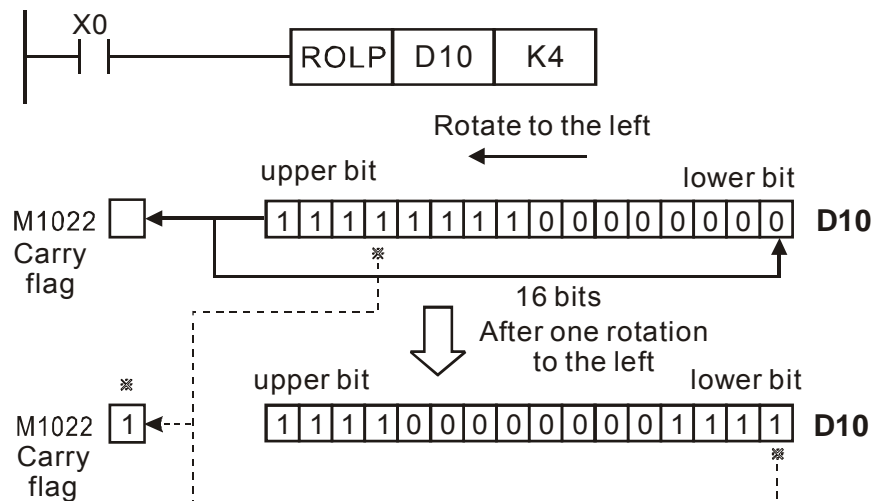 X0
ROLP D10 K4
Rotate to the left
upper bit lower bit
M1022 1 1 1 1 1 1 1 1 0 0 0 0 0 0 0 0 D10
Carry
flag
※
16 bits
After one rotation
to the left
upper bit lower bit
※
M1022 1 1 1 1 1 0 0 0 0 0 0 0 0 1 1 1 1 D10
Carry
flag
※